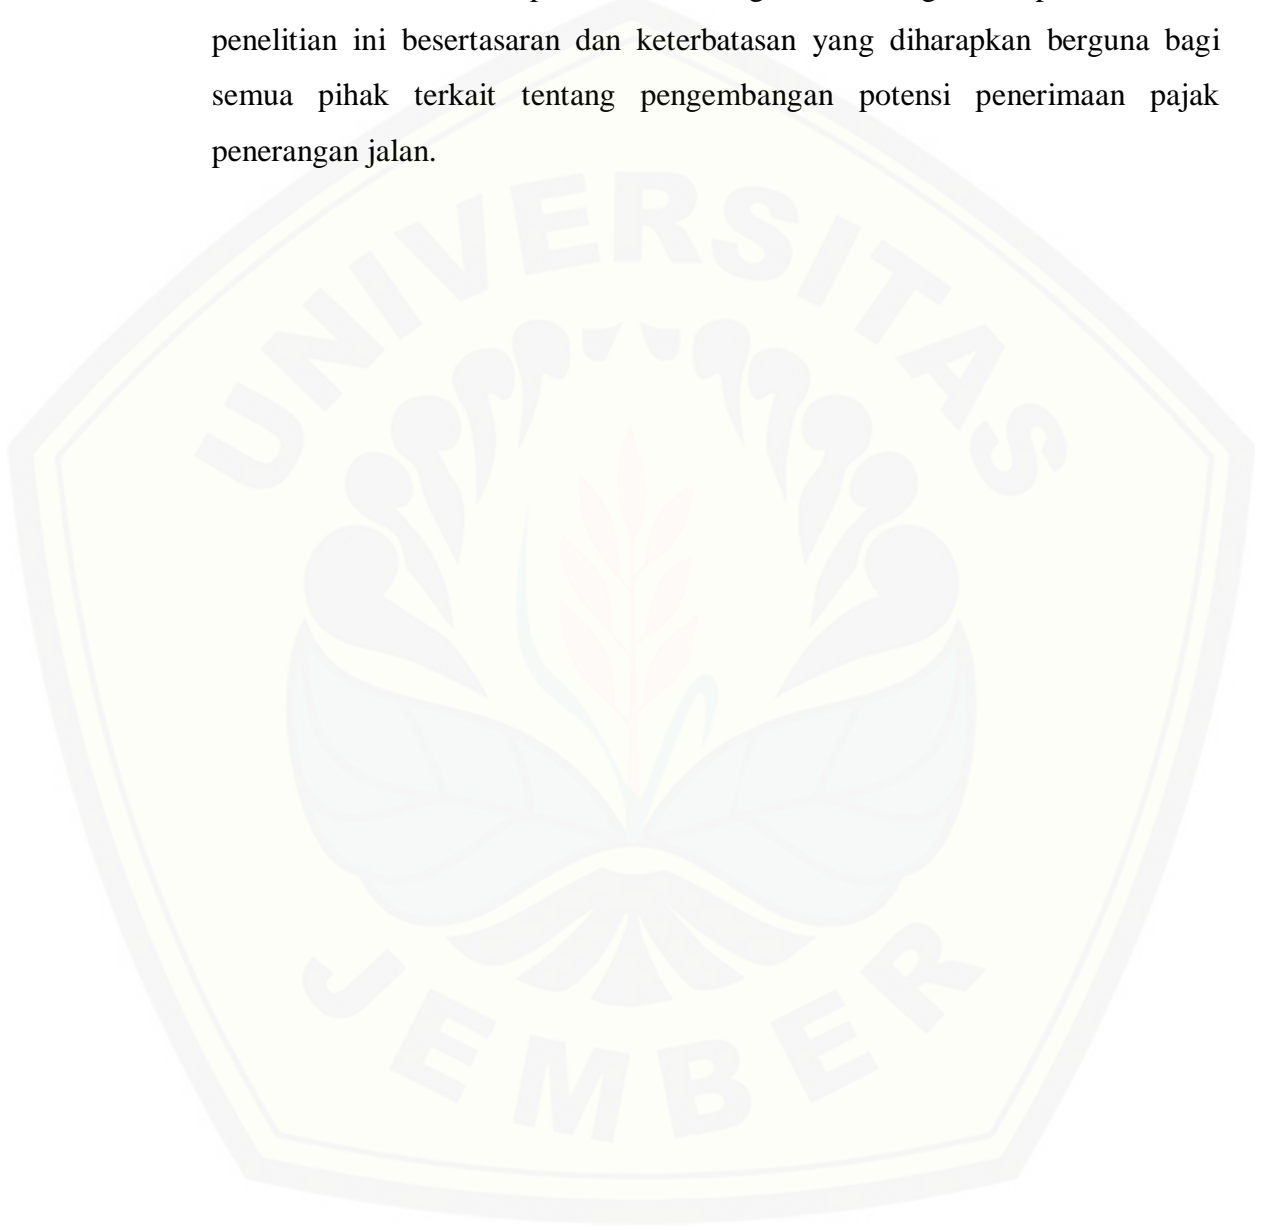 penelitian ini besertasaran dan keterbatasan yang diharapkan berguna bagi
semua pihak terkait tentang pengembangan potensi penerimaan pajak
penerangan jalan.
UNIVERSITAS
JEMBER